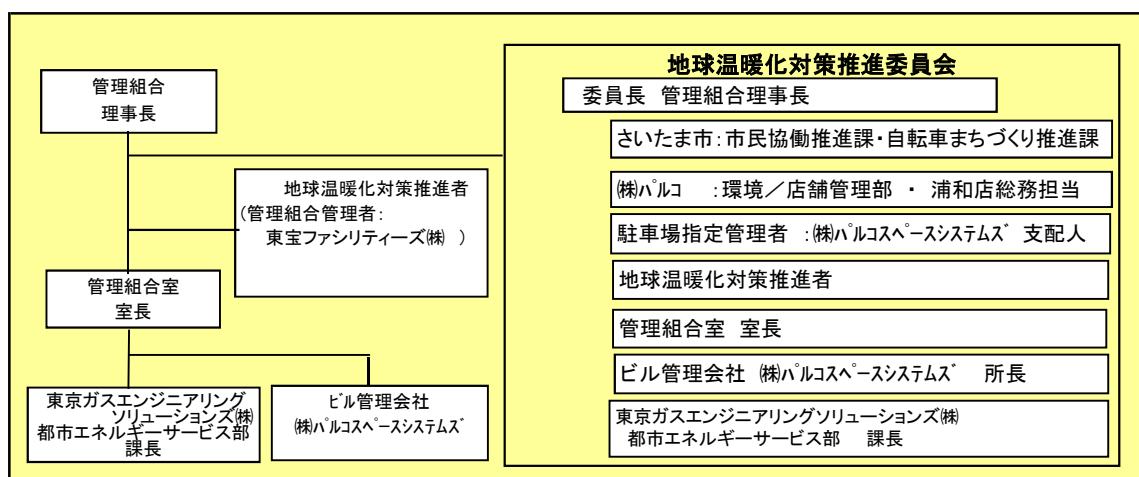 管理組合
理事長
地球温暖化対策推進者
(管理組合管理者:
東宝ファシリティーズ㈱ )
管理組合室
室長
東京ガスエンジニアリング
ソリューションズ㈱
都市エネルギーサービス部
課長
ビル管理会社
㈱ﾊﾟﾙｺｽﾍﾟｰｽｼｽﾃﾑｽﾞ
地球温暖化対策推進委員会
委員長 管理組合理事長
さいたま市:市民協働推進課・自転車まちづくり推進課
㈱ﾊﾟﾙｺ :環境/店舗管理部 ・ 浦和店総務担当
駐車場指定管理者 :㈱ﾊﾟﾙｺｽﾍﾟｰｽｼｽﾃﾑｽﾞ 支配人
地球温暖化対策推進者
管理組合室 室長
ビル管理会社 ㈱ﾊﾟﾙｺｽﾍﾟｰｽｼｽﾃﾑｽﾞ 所長
東京ガスエンジニアリングソリューションズ㈱
都市エネルギーサービス部 課長